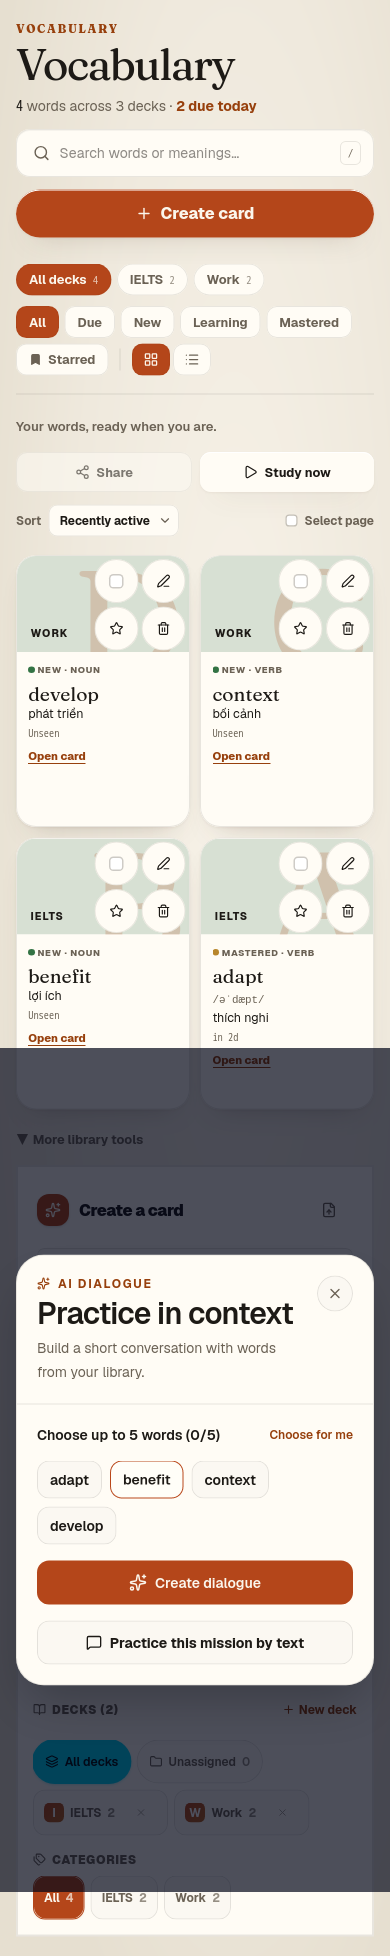 VOCABULARY
Vocabulary
4 words across 3 decks · 2 due today
Search words or meanings... /
+ Create card
All decks 4 IELTS 2 Work 2
All Due New Learning Mastered
Starred
Your words, ready when you are.
Share Study now
Sort Recently active Select page
WORK
NEW · NOUN
develop
phát triển
Unseen
Open card
WORK
NEW · VERB
context
bối cảnh
Unseen
Open card
IELTS
NEW · NOUN
benefit
lợi ích
Unseen
Open card
IELTS
MASTERED · VERB
adapt
/əˈdæpt/
thích nghi
in 2d
Open card
▼ More library tools
Create a card
AI DIALOGUE
Practice in context
Build a short conversation with words
from your library.
Choose up to 5 words (0/5) Choose for me
adapt benefit context
develop
Create dialogue
Practice this mission by text
DECKS (2) + New deck
All decks Unassigned 0
I IELTS 2 × W Work 2 ×
CATEGORIES
All 4 IELTS 2 Work 2